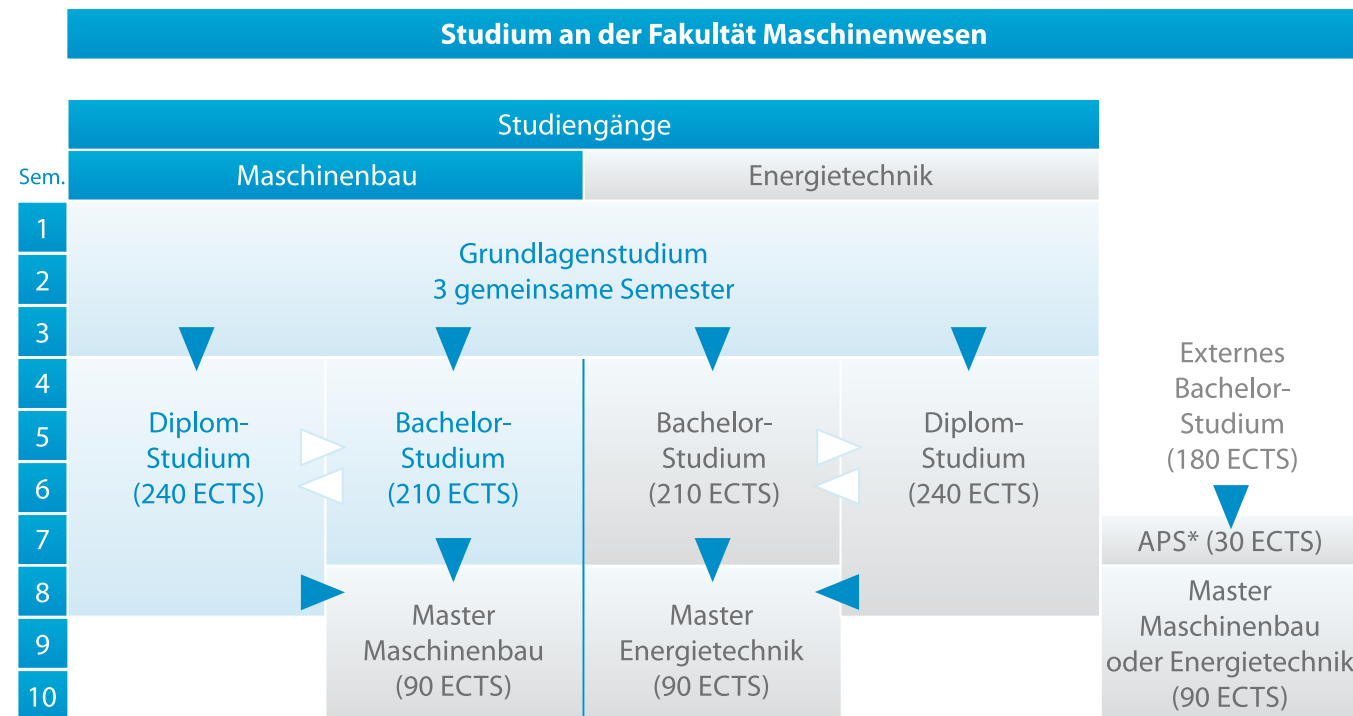 Studium an der Fakultät Maschinenwesen
Studiengänge
Sem.
Maschinenbau
Energietechnik
1
2
3
Grundlagenstudium
3 gemeinsame Semester
4
5
6
7
8
9
10
Diplom-
Studium
(240 ECTS)
Bachelor-
Studium
(210 ECTS)
Bachelor-
Studium
(210 ECTS)
Diplom-
Studium
(240 ECTS)
Externes
Bachelor-
Studium
(180 ECTS)
APS* (30 ECTS)
Master
Maschinenbau
(90 ECTS)
Master
Energietechnik
(90 ECTS)
Master
Maschinenbau
oder Energietechnik
(90 ECTS)